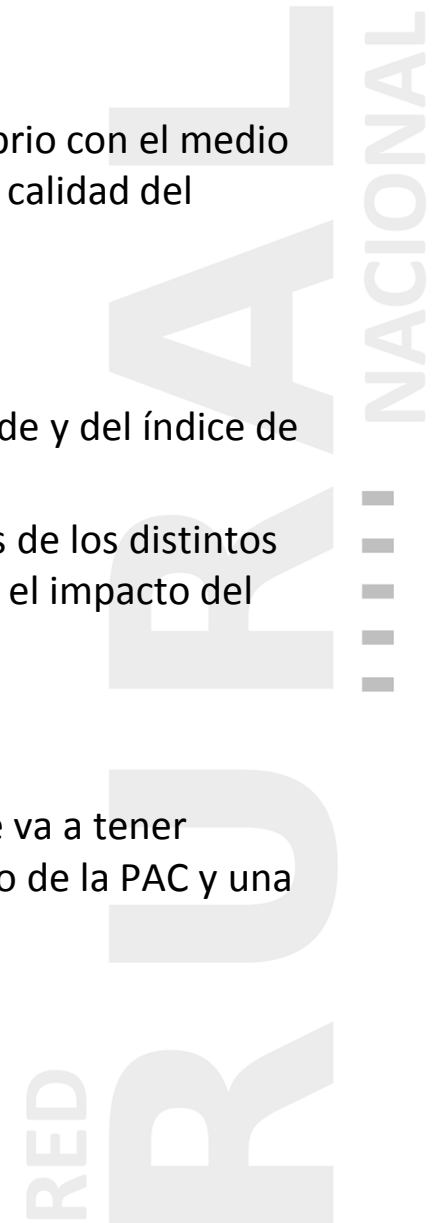 brio con el medio
calidad del
de y del índice de
s de los distintos
el impacto del
e va a tener
o de la PAC y una
RED
RURAL
NACIONAL